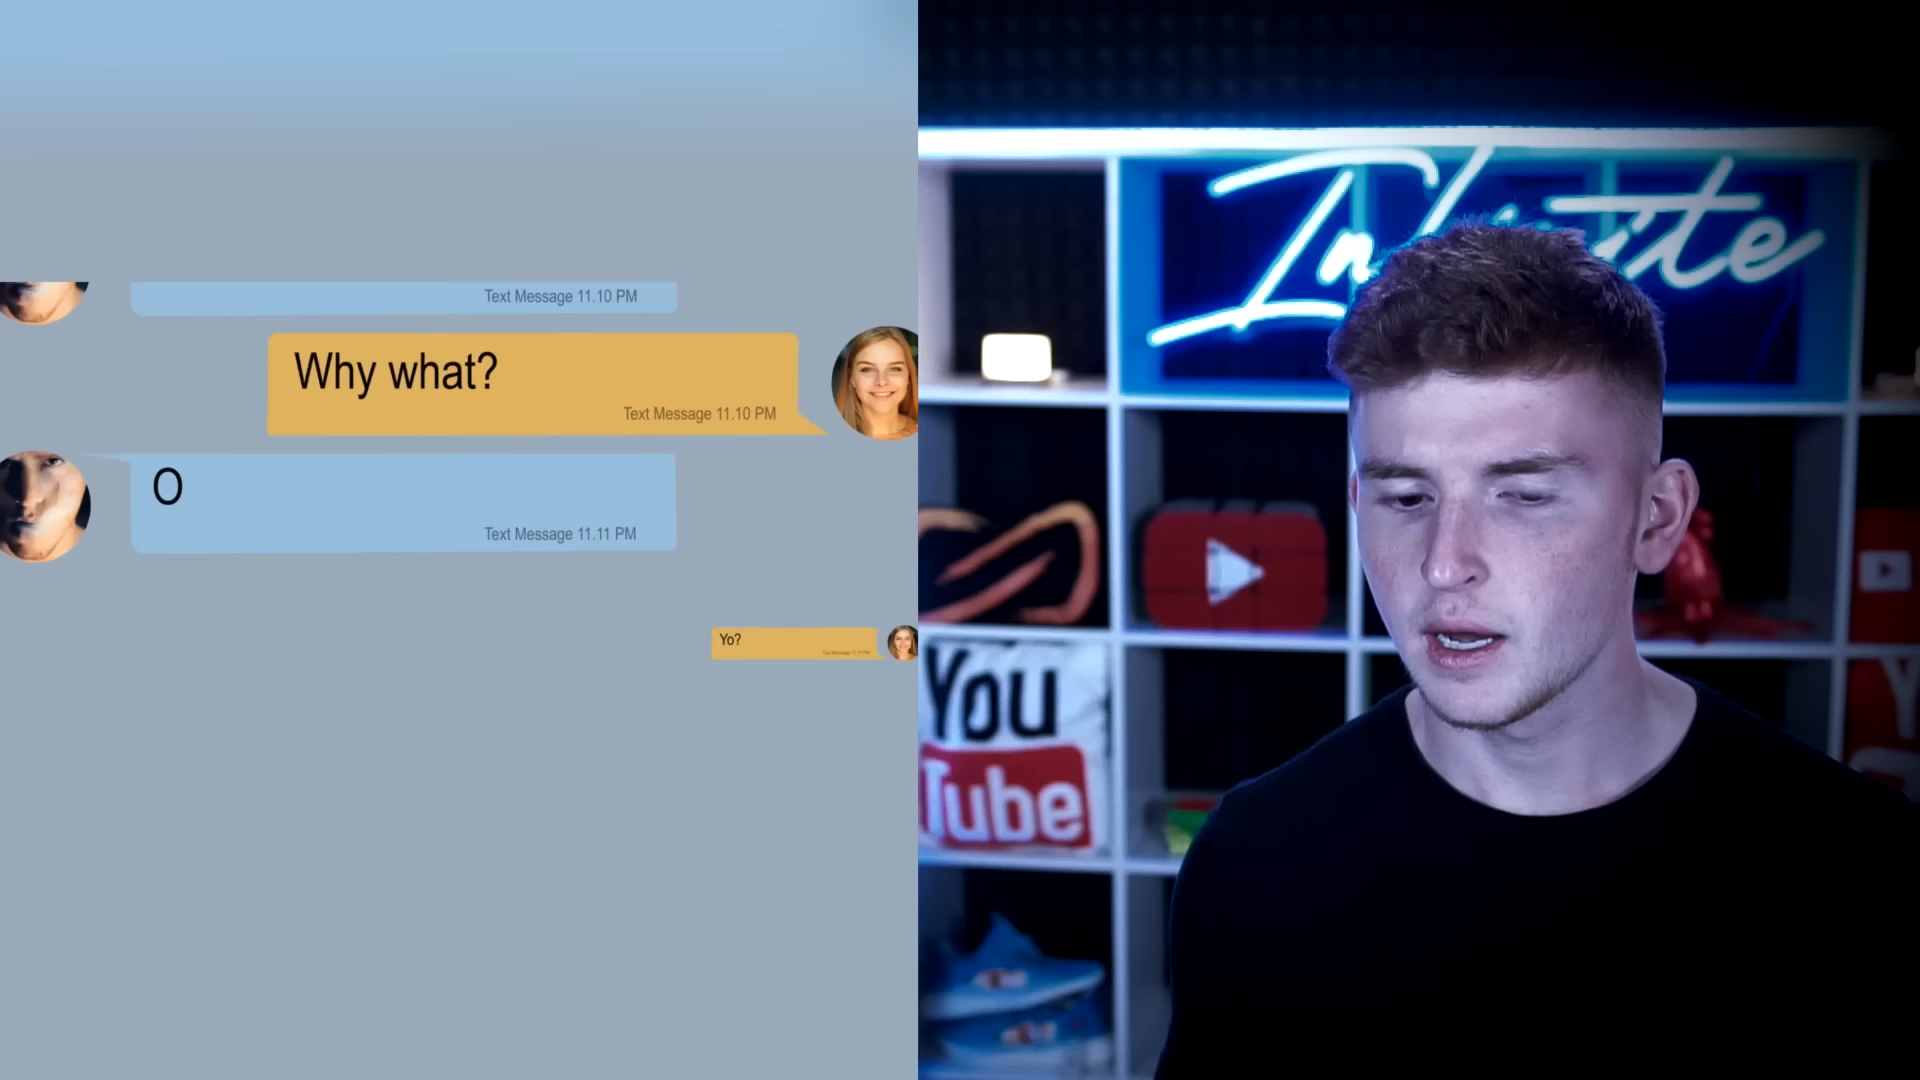 Text Message 11.10 PM
Why what?
Text Message 11.10 PM
O
Text Message 11.11 PM
Yo?
You
Tube